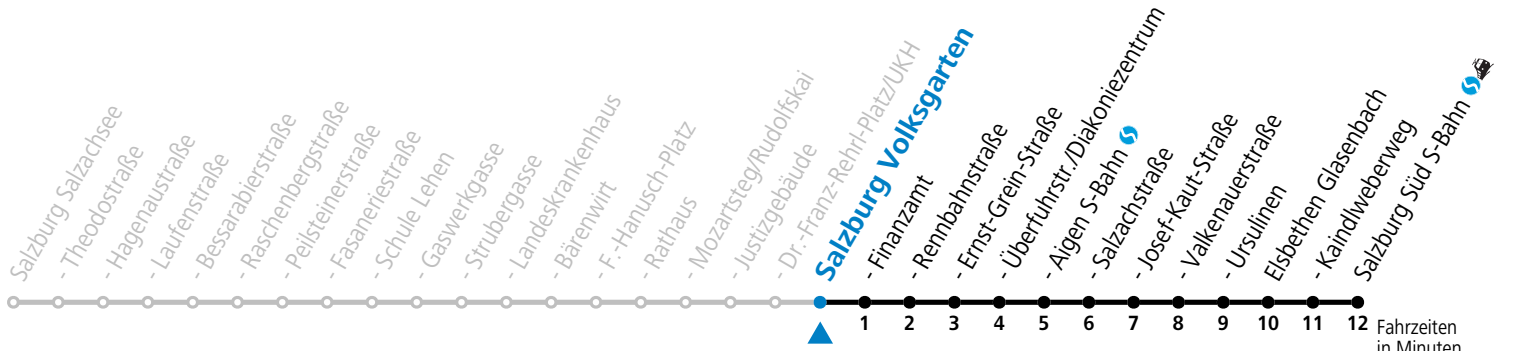 Salzburg Salzachsee
- Theodostraße
- Hagenaustraße
- Laufenstraße
- Bessarabierstraße
- Raschenbergstraße
- Peilsteinerstraße
- Fasaneriestraße
- Schule Lehen
- Gaswerkgasse
- Strubergasse
- Landeskrankenhaus
- Bärenwirt
- F.-Hanusch-Platz
- Rathaus
- Mozartsteg/Rudolfskai
- Justizgebäude
- Dr.-Franz-Rehrl-Platz/UKH
Salzburg Volksgarten
- Finanzamt
- Rennbahnstraße
- Ernst-Grein-Straße
- Überfuhrstr./Diakoniezentrum
- Aigen S-Bahn
- Salzachstraße
- Josef-Kaut-Straße
- Valkenauerstraße
- Ursulinen
Elsbethen Glasenbach
- Kaindlweberweg
Salzburg Süd S-Bahn
1 2 3 4 5 6 7 8 9 10 11 12 Fahrzeiten
in Minuten